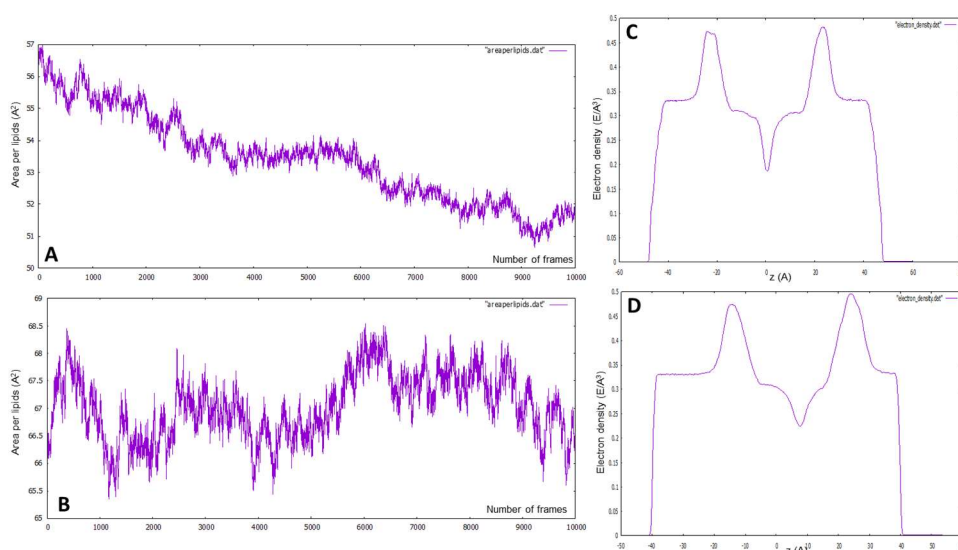 57
56
55
54
53
52
51
50
Area per lipids (A²)
"areaperlipids.dat"
A
Number of frames
0 1000 2000 3000 4000 5000 6000 7000 8000 9000 10000
69
68.5
68
67.5
67
66.5
66
65.5
65
Area per lipids (A²)
"areaperlipids.dat"
B
Number of frames
0 1000 2000 3000 4000 5000 6000 7000 8000 9000 10000
C
"electron_density.dat"
0.5
0.45
0.4
0.35
0.3
0.25
0.2
0.15
0.1
0.05
0
Electron density (E/A³)
-60 -40 -20 0 20 40 60
z (A)
D
"electron_density.dat"
0.5
0.45
0.4
0.35
0.3
0.25
0.2
0.15
0.1
0.05
0
Electron density (E/A³)
-50 -40 -30 -20 -10 0 10 20 30 40 50
z (A)